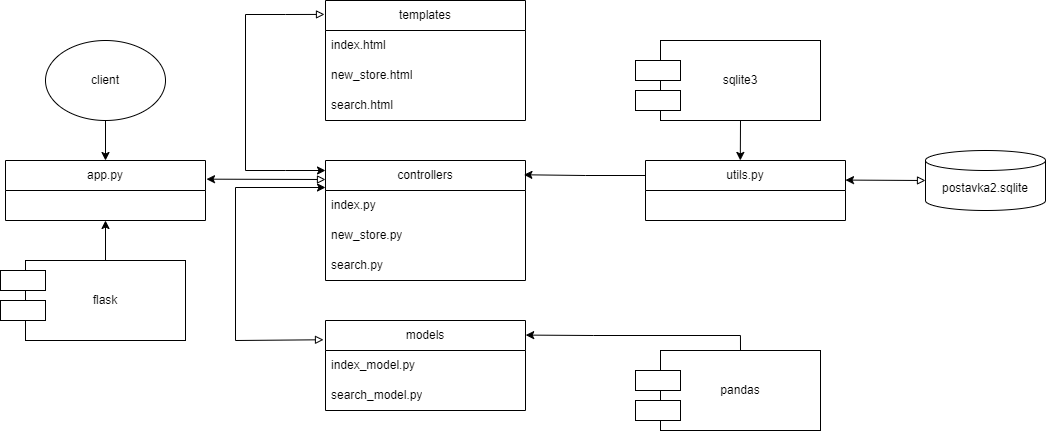 templates
index.html
new_store.html
search.html
client
sqlite3
app.py
controllers
index.py
new_store.py
search.py
utils.py
postavka2.sqlite
flask
models
index_model.py
search_model.py
pandas